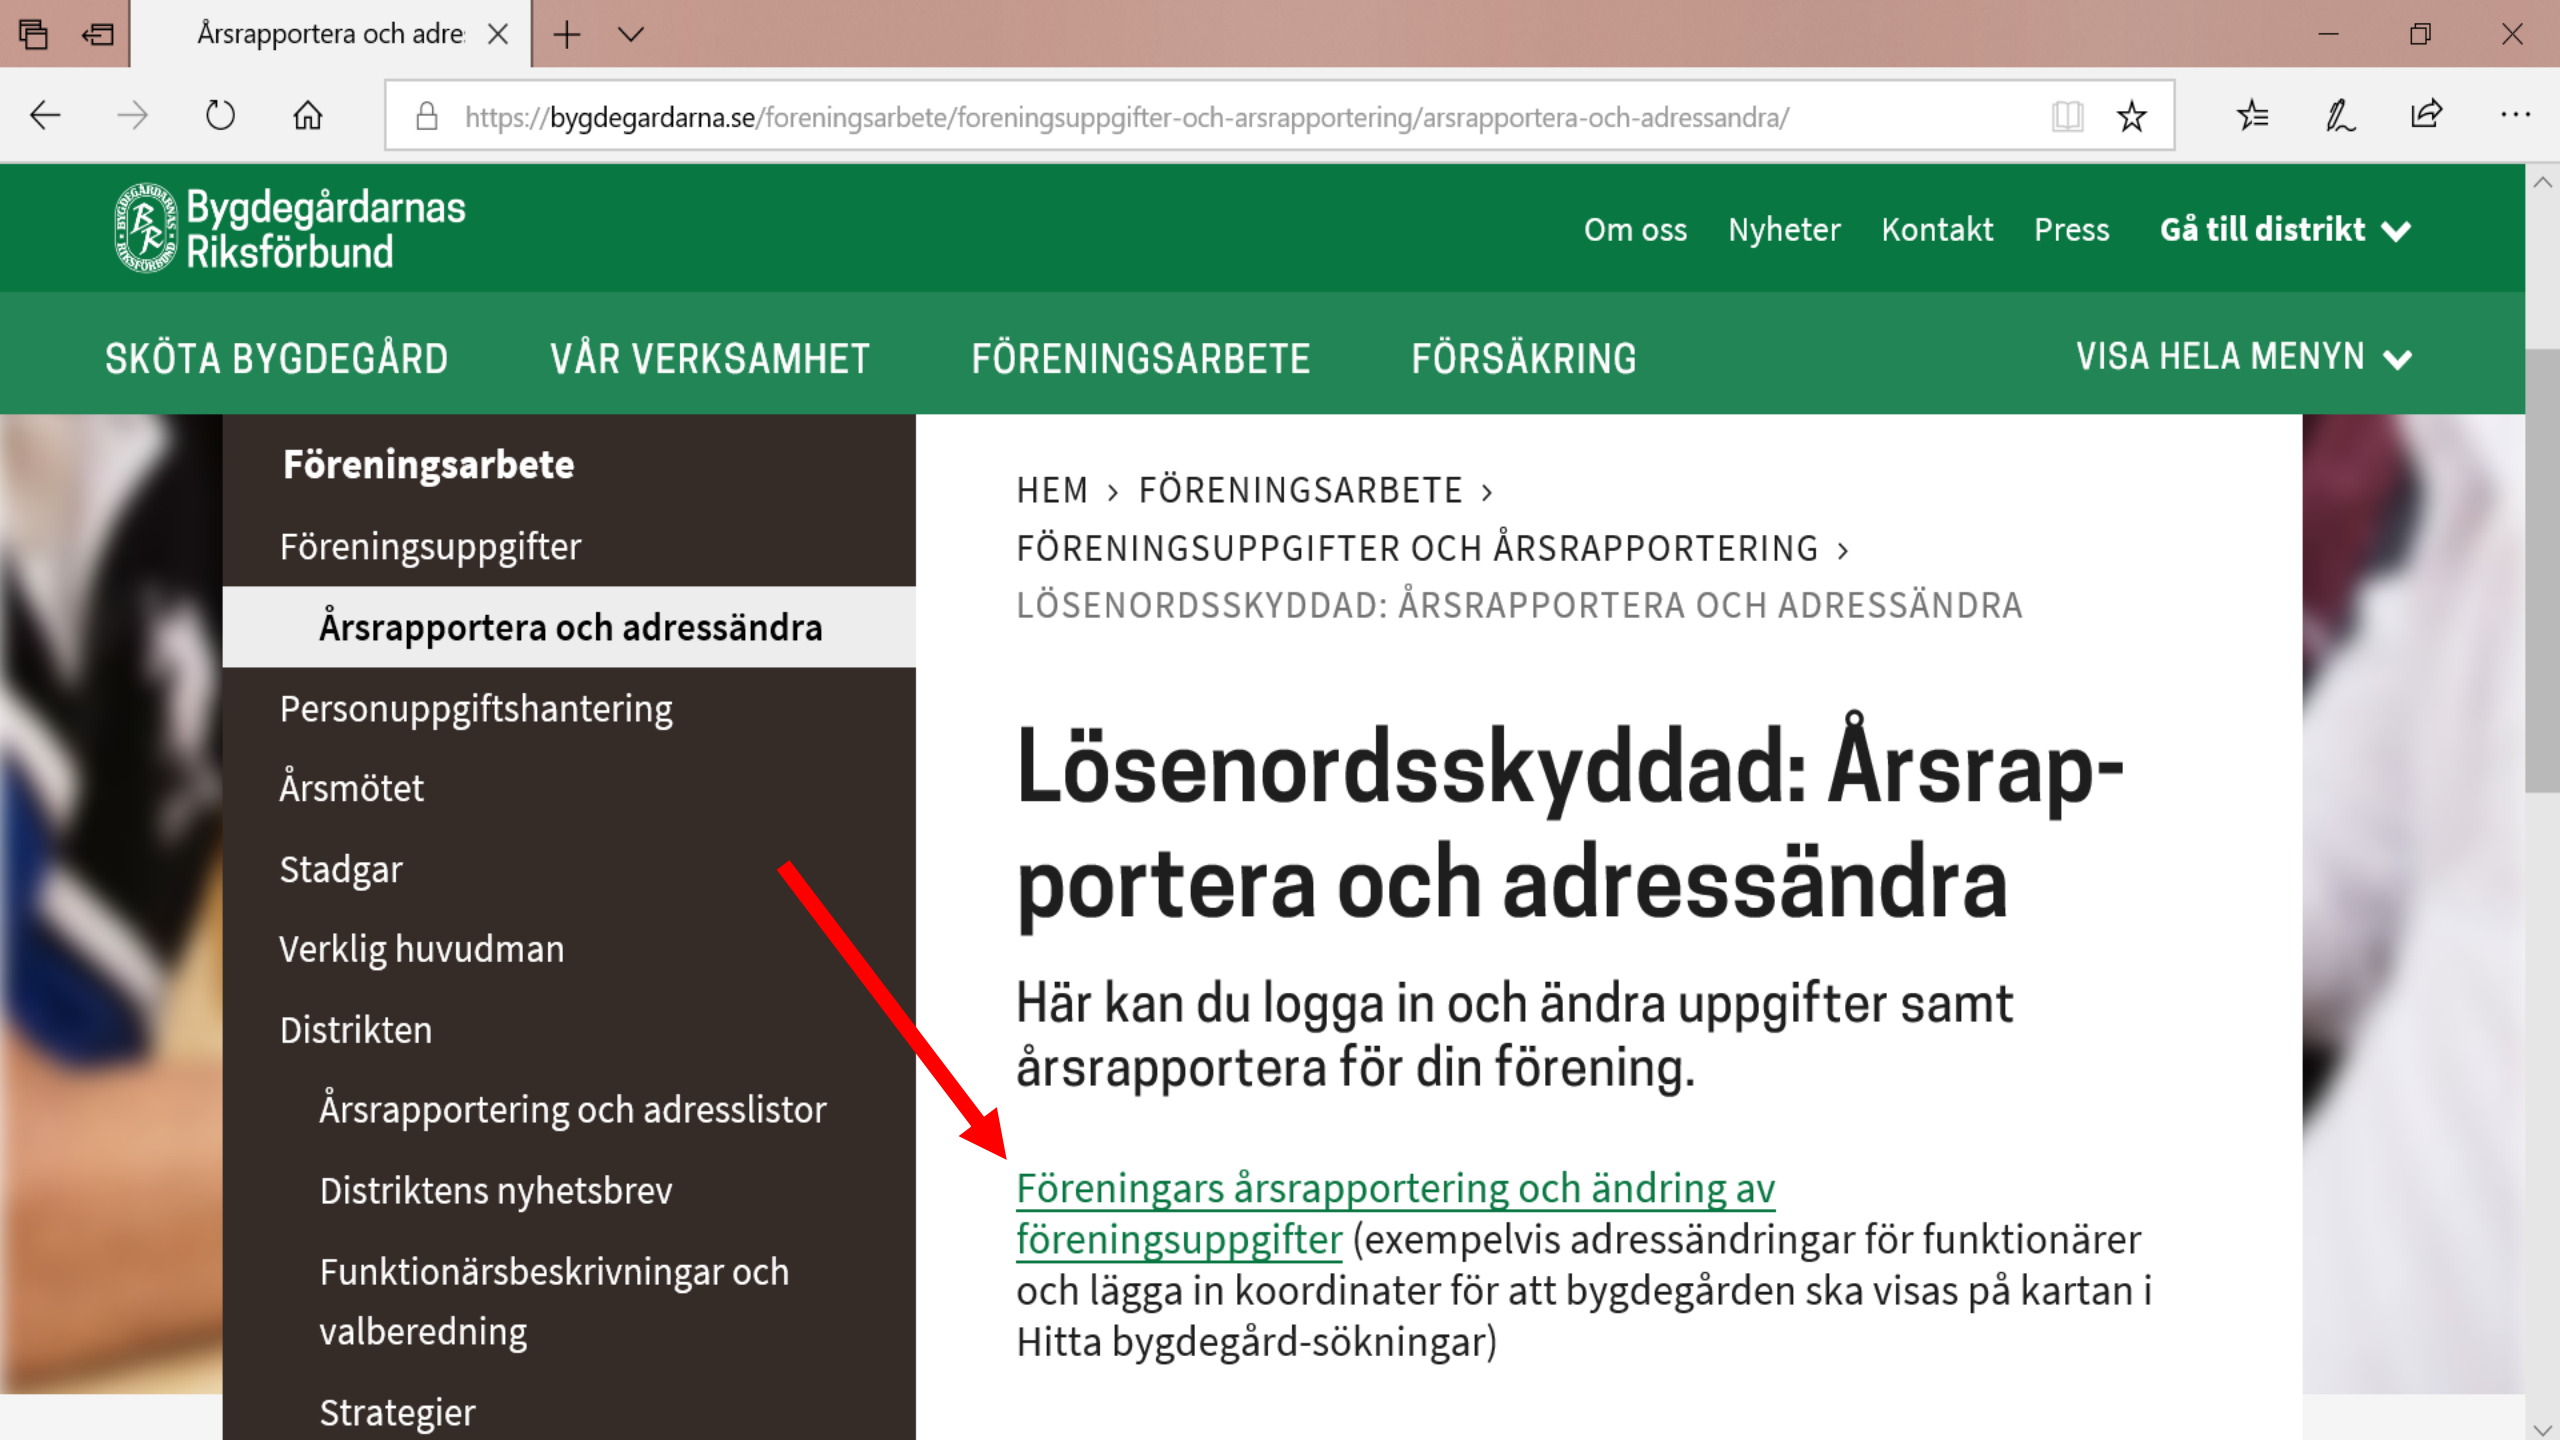 Årsrapportera och adre
https://bygdegardarna.se/foreningsarbete/foreningsuppgifter-och-arsrapportering/arsrapportera-och-adressandra/
BYGDEGÅRDARNAS RIKSFÖRBUND
BR
Bygdegårdarnas
Riksförbund
Om oss Nyheter Kontakt Press Gå till distrikt
SKÖTA BYGDEGÅRD VÅR VERKSAMHET FÖRENINGSARBETE FÖRSÄKRING VISA HELA MENYN
Föreningsarbete
Föreningsuppgifter
Årsrapportera och adressändra
Personuppgiftshantering
Årsmötet
Stadgar
Verklig huvudman
Distrikten
Årsrapportering och adresslistor
Distriktens nyhetsbrev
Funktionärsbeskrivningar och
valberedning
Strategier
HEM › FÖRENINGSARBETE ›
FÖRENINGSUPPGIFTER OCH ÅRSRAPPORTERING ›
LÖSENORDSSKYDDAD: ÅRSRAPPORTERA OCH ADRESSÄNDRA
Lösenordsskyddad: Årsrap-
portera och adressändra
Här kan du logga in och ändra uppgifter samt
årsrapportera för din förening.
Föreningars årsrapportering och ändring av
föreningsuppgifter (exempelvis adressändringar för funktionärer
och lägga in koordinater för att bygdegården ska visas på kartan i
Hitta bygdegård-sökningar)